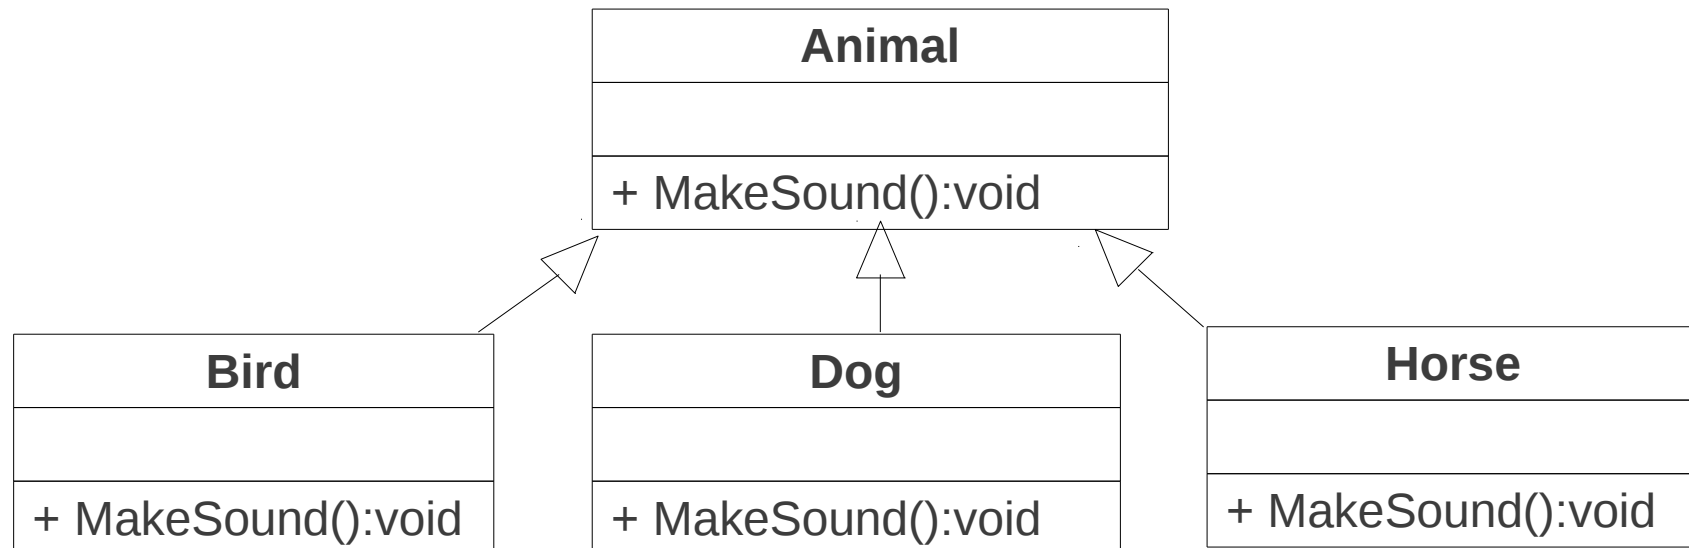 Animal
+ MakeSound():void
Bird
+ MakeSound():void
Dog
+ MakeSound():void
Horse
+ MakeSound():void